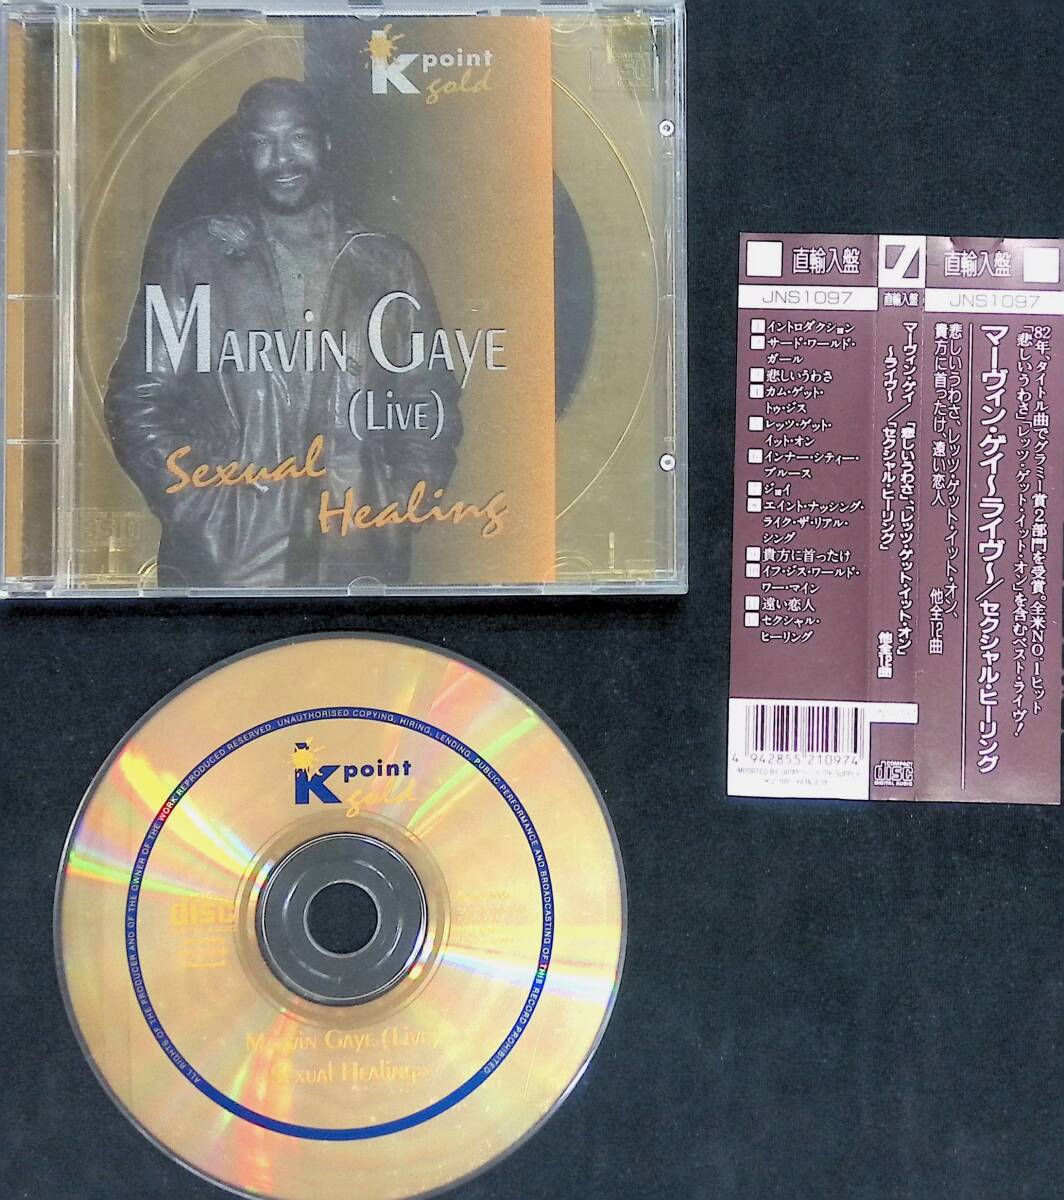 K point
gold
MARVIN GAYE
(LIVE)
Sexual
Healing
直輸入盤
JNS1097
イントロダクション
サード・ワールド・
ガール
悲しいうわさ
カム・ゲット・
トゥ・ジス
レッツ・ゲット・
イット・オン
インナー・シティー・
ブルース
ジョイ
エイント・ナッシング・
ライク・ザ・リアル・
シング
貴方に首ったけ
イフ・ジス・ワールド・
ワー・マイン
遠い恋人
セクシャル・
ヒーリング
4 942855 210974
直輸入盤
マーヴィン・ゲイ/「悲しいうわさ」「レッツ・ゲット・イット・オン」
〜ライヴ〜/「セクシャル・ヒーリング」 他全12曲
直輸入盤
JNS1097
'82年、タイトル曲でグラミー賞2部門を受賞。全米NO.1ヒット
「悲しいうわさ」「レッツ・ゲット・イット・オン」を含むベスト・ライヴ!
マーヴィン・ゲイ〜ライヴ〜/セクシャル・ヒーリング
悲しいうわさ、レッツ・ゲット・イット・オン、
貴方に首ったけ、遠い恋人 他全12曲
COMPACT
disc
DIGITAL AUDIO
K point
gold
ALL RIGHTS OF THE PRODUCER AND OF THE OWNER OF THE WORK REPRODUCED RESERVED. UNAUTHORISED COPYING, HIRING, LENDING, PUBLIC PERFORMANCE AND BROADCASTING OF THIS RECORD PROHIBITED.
disc
MARVIN GAYE (LIVE)
«SEXUAL HEALING»